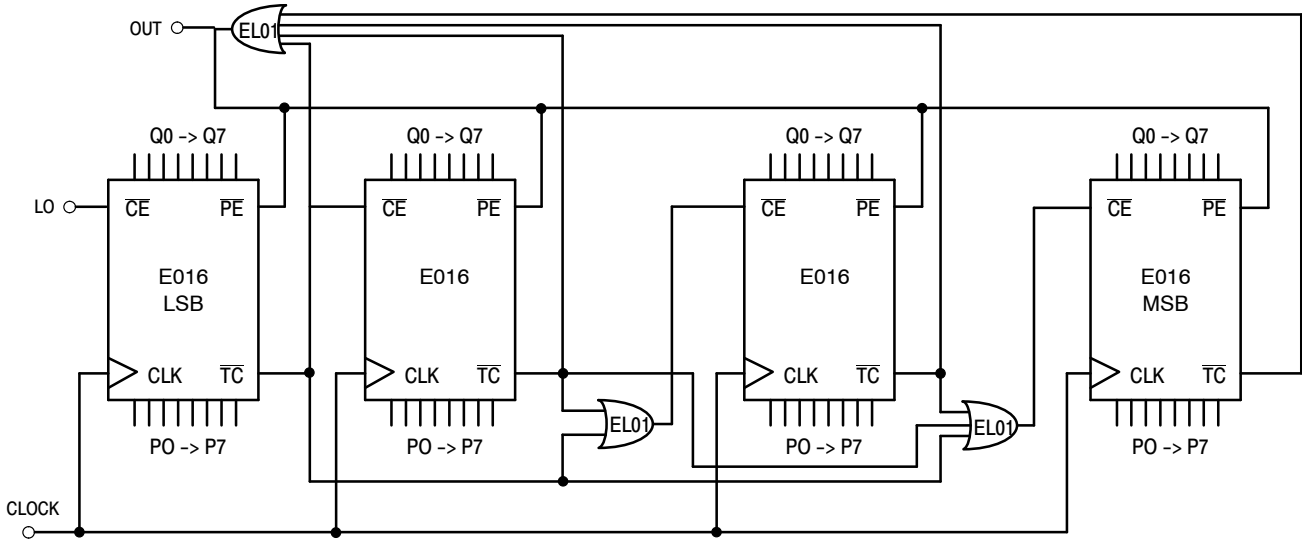 OUT
EL01
Q0 -> Q7
Q0 -> Q7
Q0 -> Q7
Q0 -> Q7
LO
CE
PE
CE
PE
CE
PE
CE
PE
E016
LSB
E016
E016
E016
MSB
CLK
TC
CLK
TC
CLK
TC
CLK
TC
EL01
EL01
PO -> P7
PO -> P7
PO -> P7
PO -> P7
CLOCK